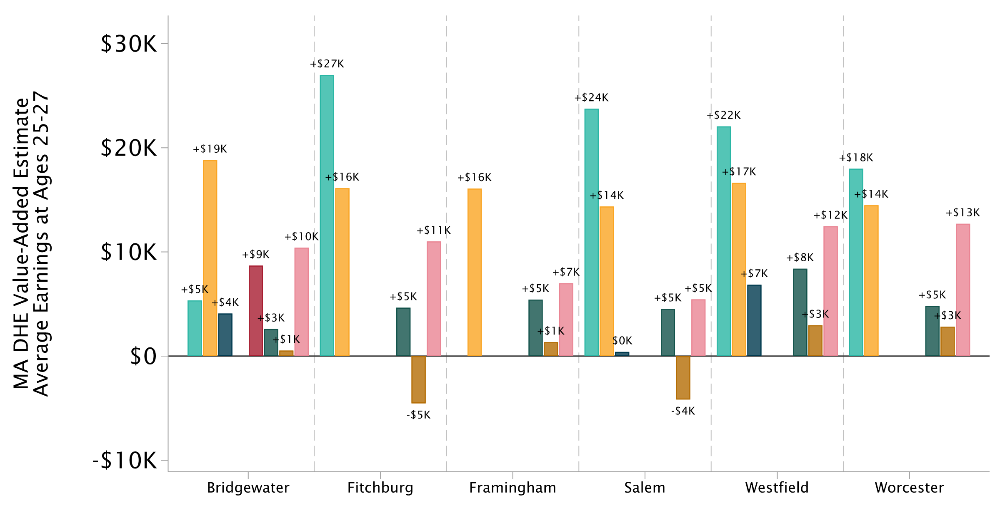 MA DHE Value-Added Estimate
Average Earnings at Ages 25-27
$30K
$20K
$10K
$0
-$10K
+$5K
+$19K
+$4K
+$9K
+$3K
+$1K
+$10K
+$27K
+$16K
+$5K
-$5K
+$11K
+$16K
+$5K
+$1K
+$7K
+$24K
+$14K
$0K
+$5K
-$4K
+$5K
+$22K
+$17K
+$7K
+$8K
+$3K
+$12K
+$18K
+$14K
+$5K
+$3K
+$13K
Bridgewater
Fitchburg
Framingham
Salem
Westfield
Worcester